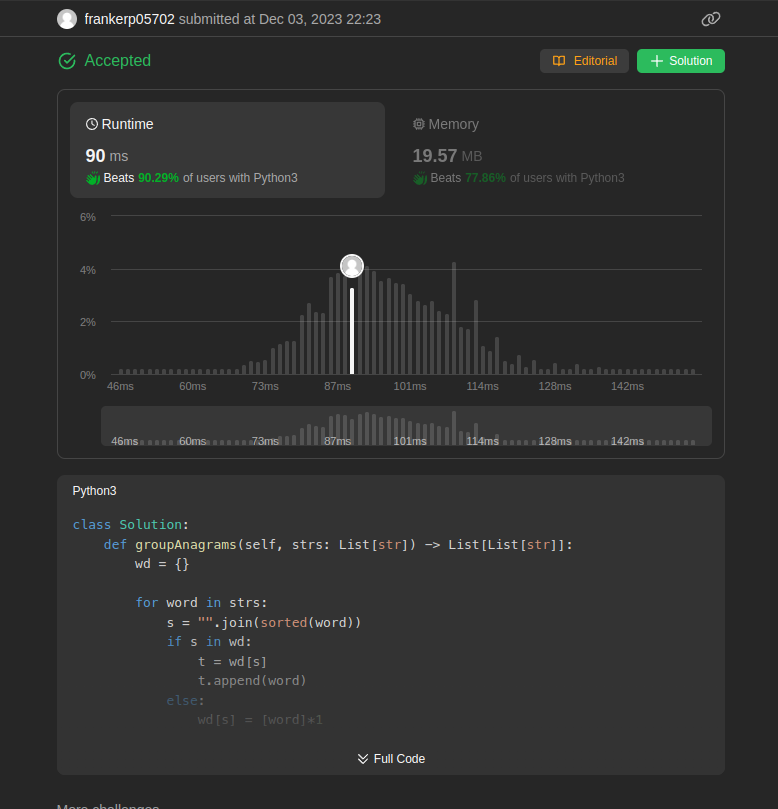 frankerp05702 submitted at Dec 03, 2023 22:23
Accepted
Editorial
Solution
Runtime
Memory
90 ms
19.57 MB
Beats 90.29% of users with Python3
Beats 77.86% of users with Python3
6%
4%
2%
0%
46ms 60ms 73ms 87ms 101ms 114ms 128ms 142ms
46ms 60ms 73ms 87ms 101ms 114ms 128ms 142ms
Python3
class Solution:
    def groupAnagrams(self, strs: List[str]) -> List[List[str]]:
        wd = {}
        for word in strs:
            s = "".join(sorted(word))
            if s in wd:
                t = wd[s]
                t.append(word)
            else:
                wd[s] = [word]*1
Full Code
More challenges